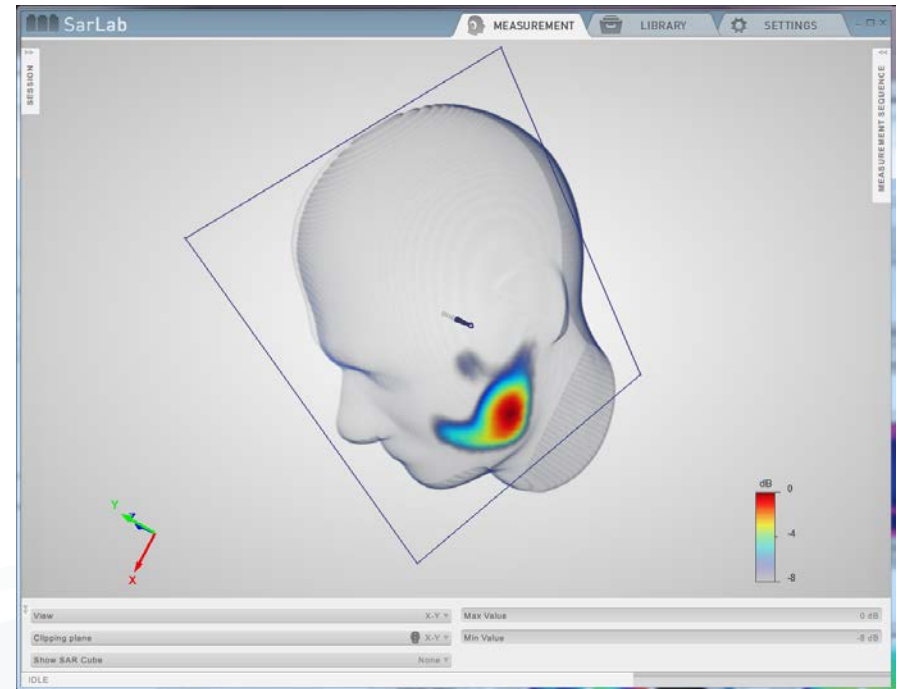 SarLab
MEASUREMENT
LIBRARY
SETTINGS
SESSION
MEASUREMENT SEQUENCE
dB
0
-4
-8
Y
Z
X
View
X-Y
Max Value
0 dB
Clipping plane
X-Y
Min Value
-8 dB
Show SAR Cube
None
IDLE